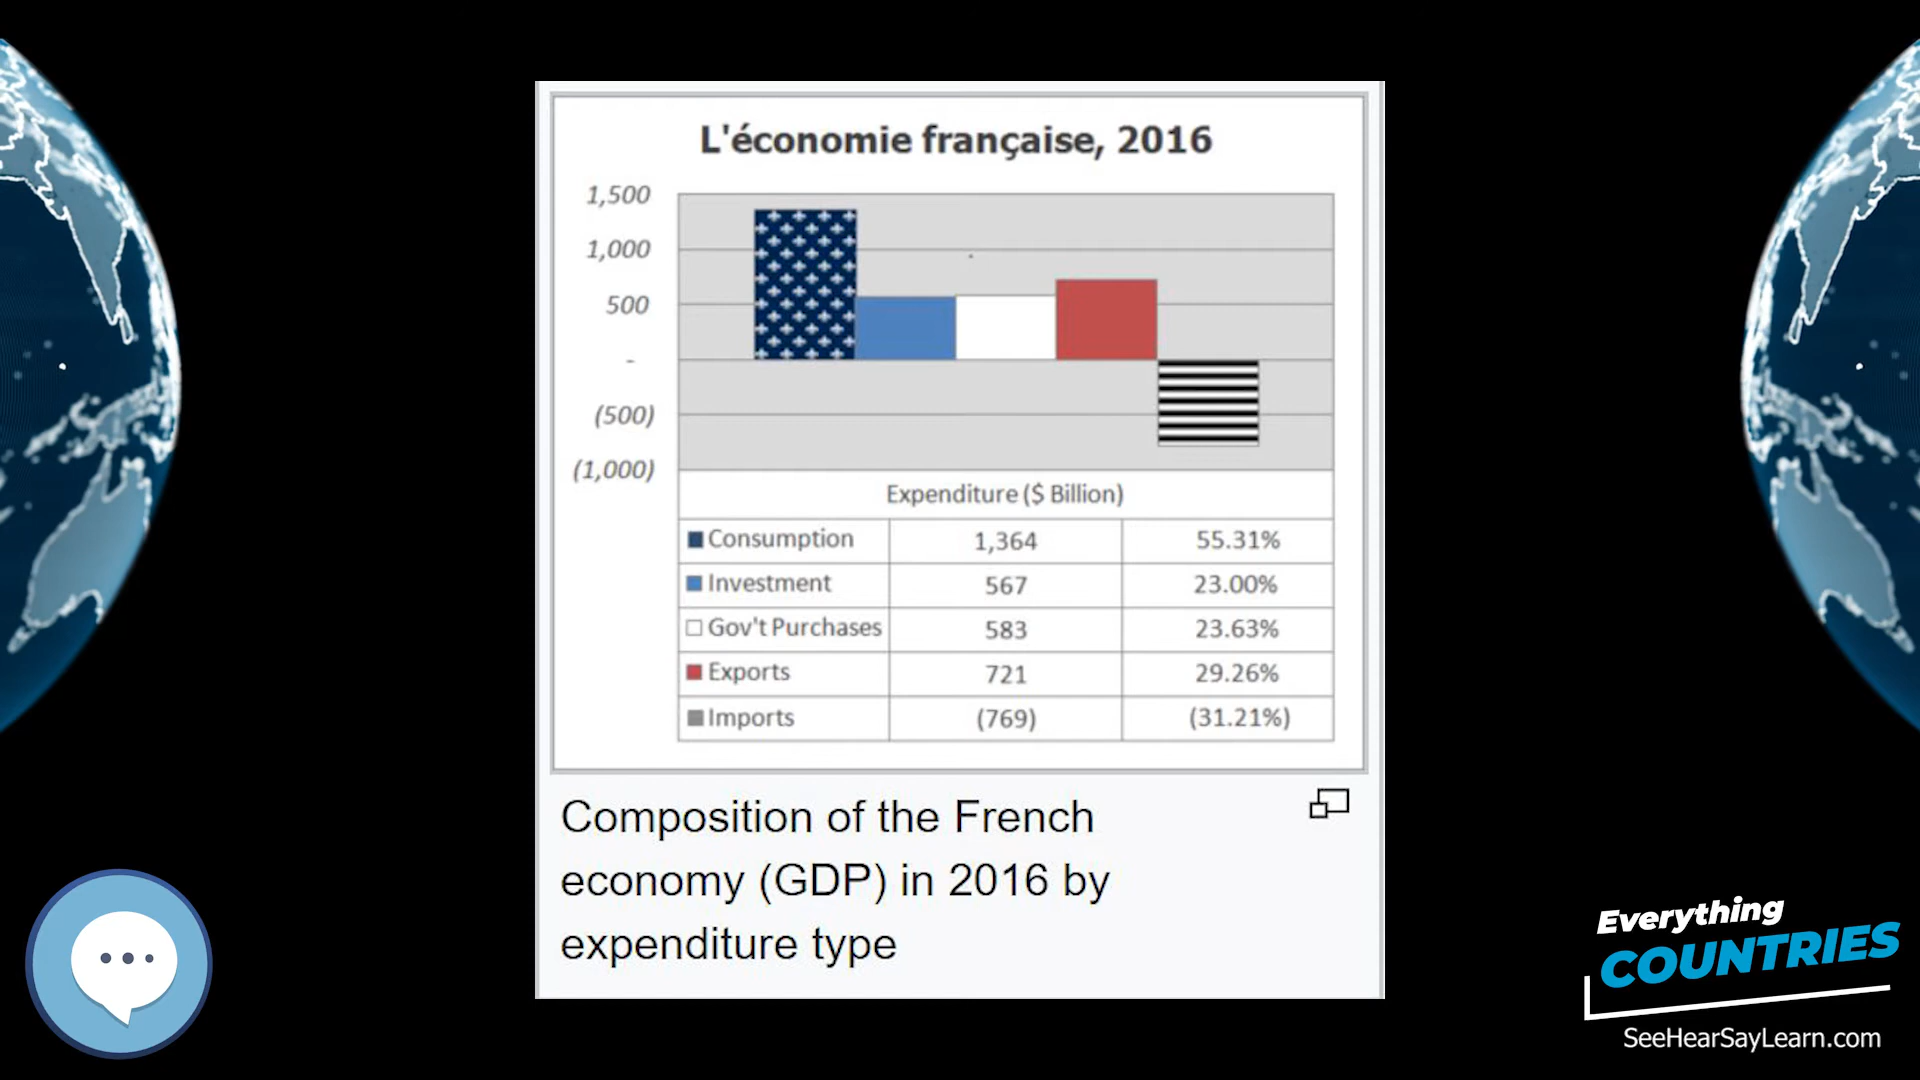 L'économie française, 2016
1,500
1,000
500
-
(500)
(1,000)
Expenditure ($ Billion)
Consumption 1,364 55.31%
Investment 567 23.00%
Gov't Purchases 583 23.63%
Exports 721 29.26%
Imports (769) (31.21%)
Composition of the French
economy (GDP) in 2016 by
expenditure type
Everything
COUNTRIES
SeeHearSayLearn.com